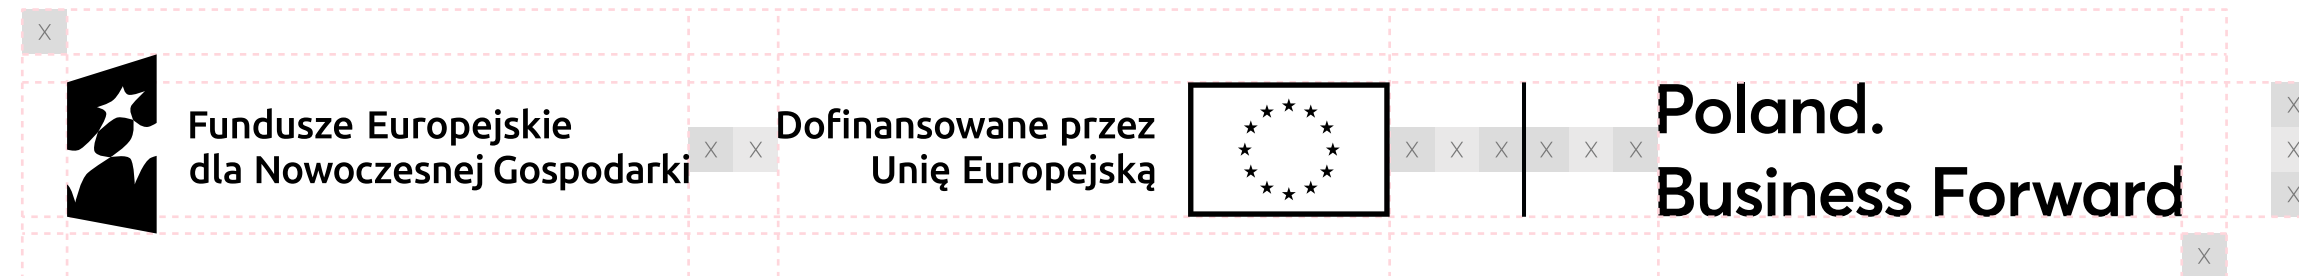 X
Fundusze Europejskie
dla Nowoczesnej Gospodarki
X X
Dofinansowane przez
Unię Europejską
X X X X X X
Poland.
Business Forward
X
X
X
X